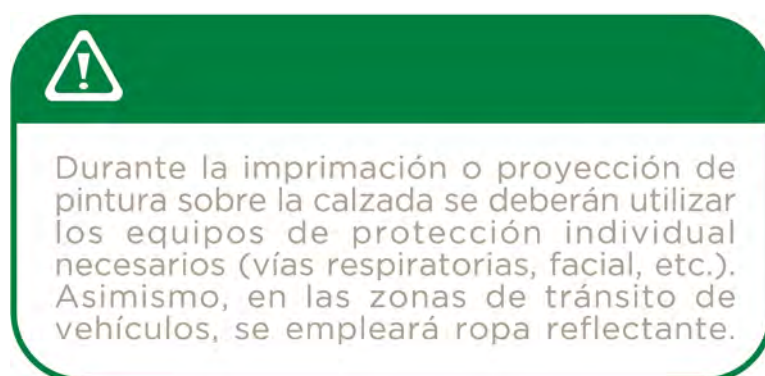 Durante la imprimación o proyección de
pintura sobre la calzada se deberán utilizar
los equipos de protección individual
necesarios (vías respiratorias, facial, etc.).
Asimismo, en las zonas de tránsito de
vehículos, se empleará ropa reflectante.